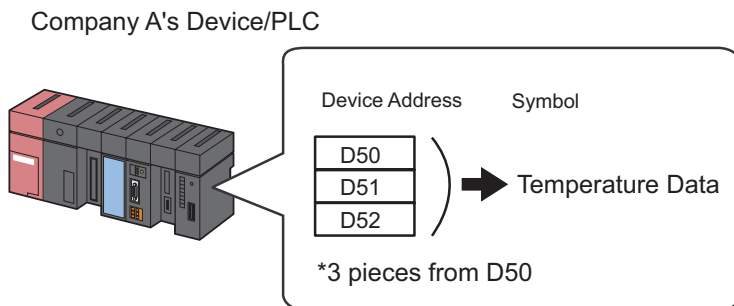 Company A's Device/PLC
Device Address Symbol
D50
D51
D52
Temperature Data
*3 pieces from D50